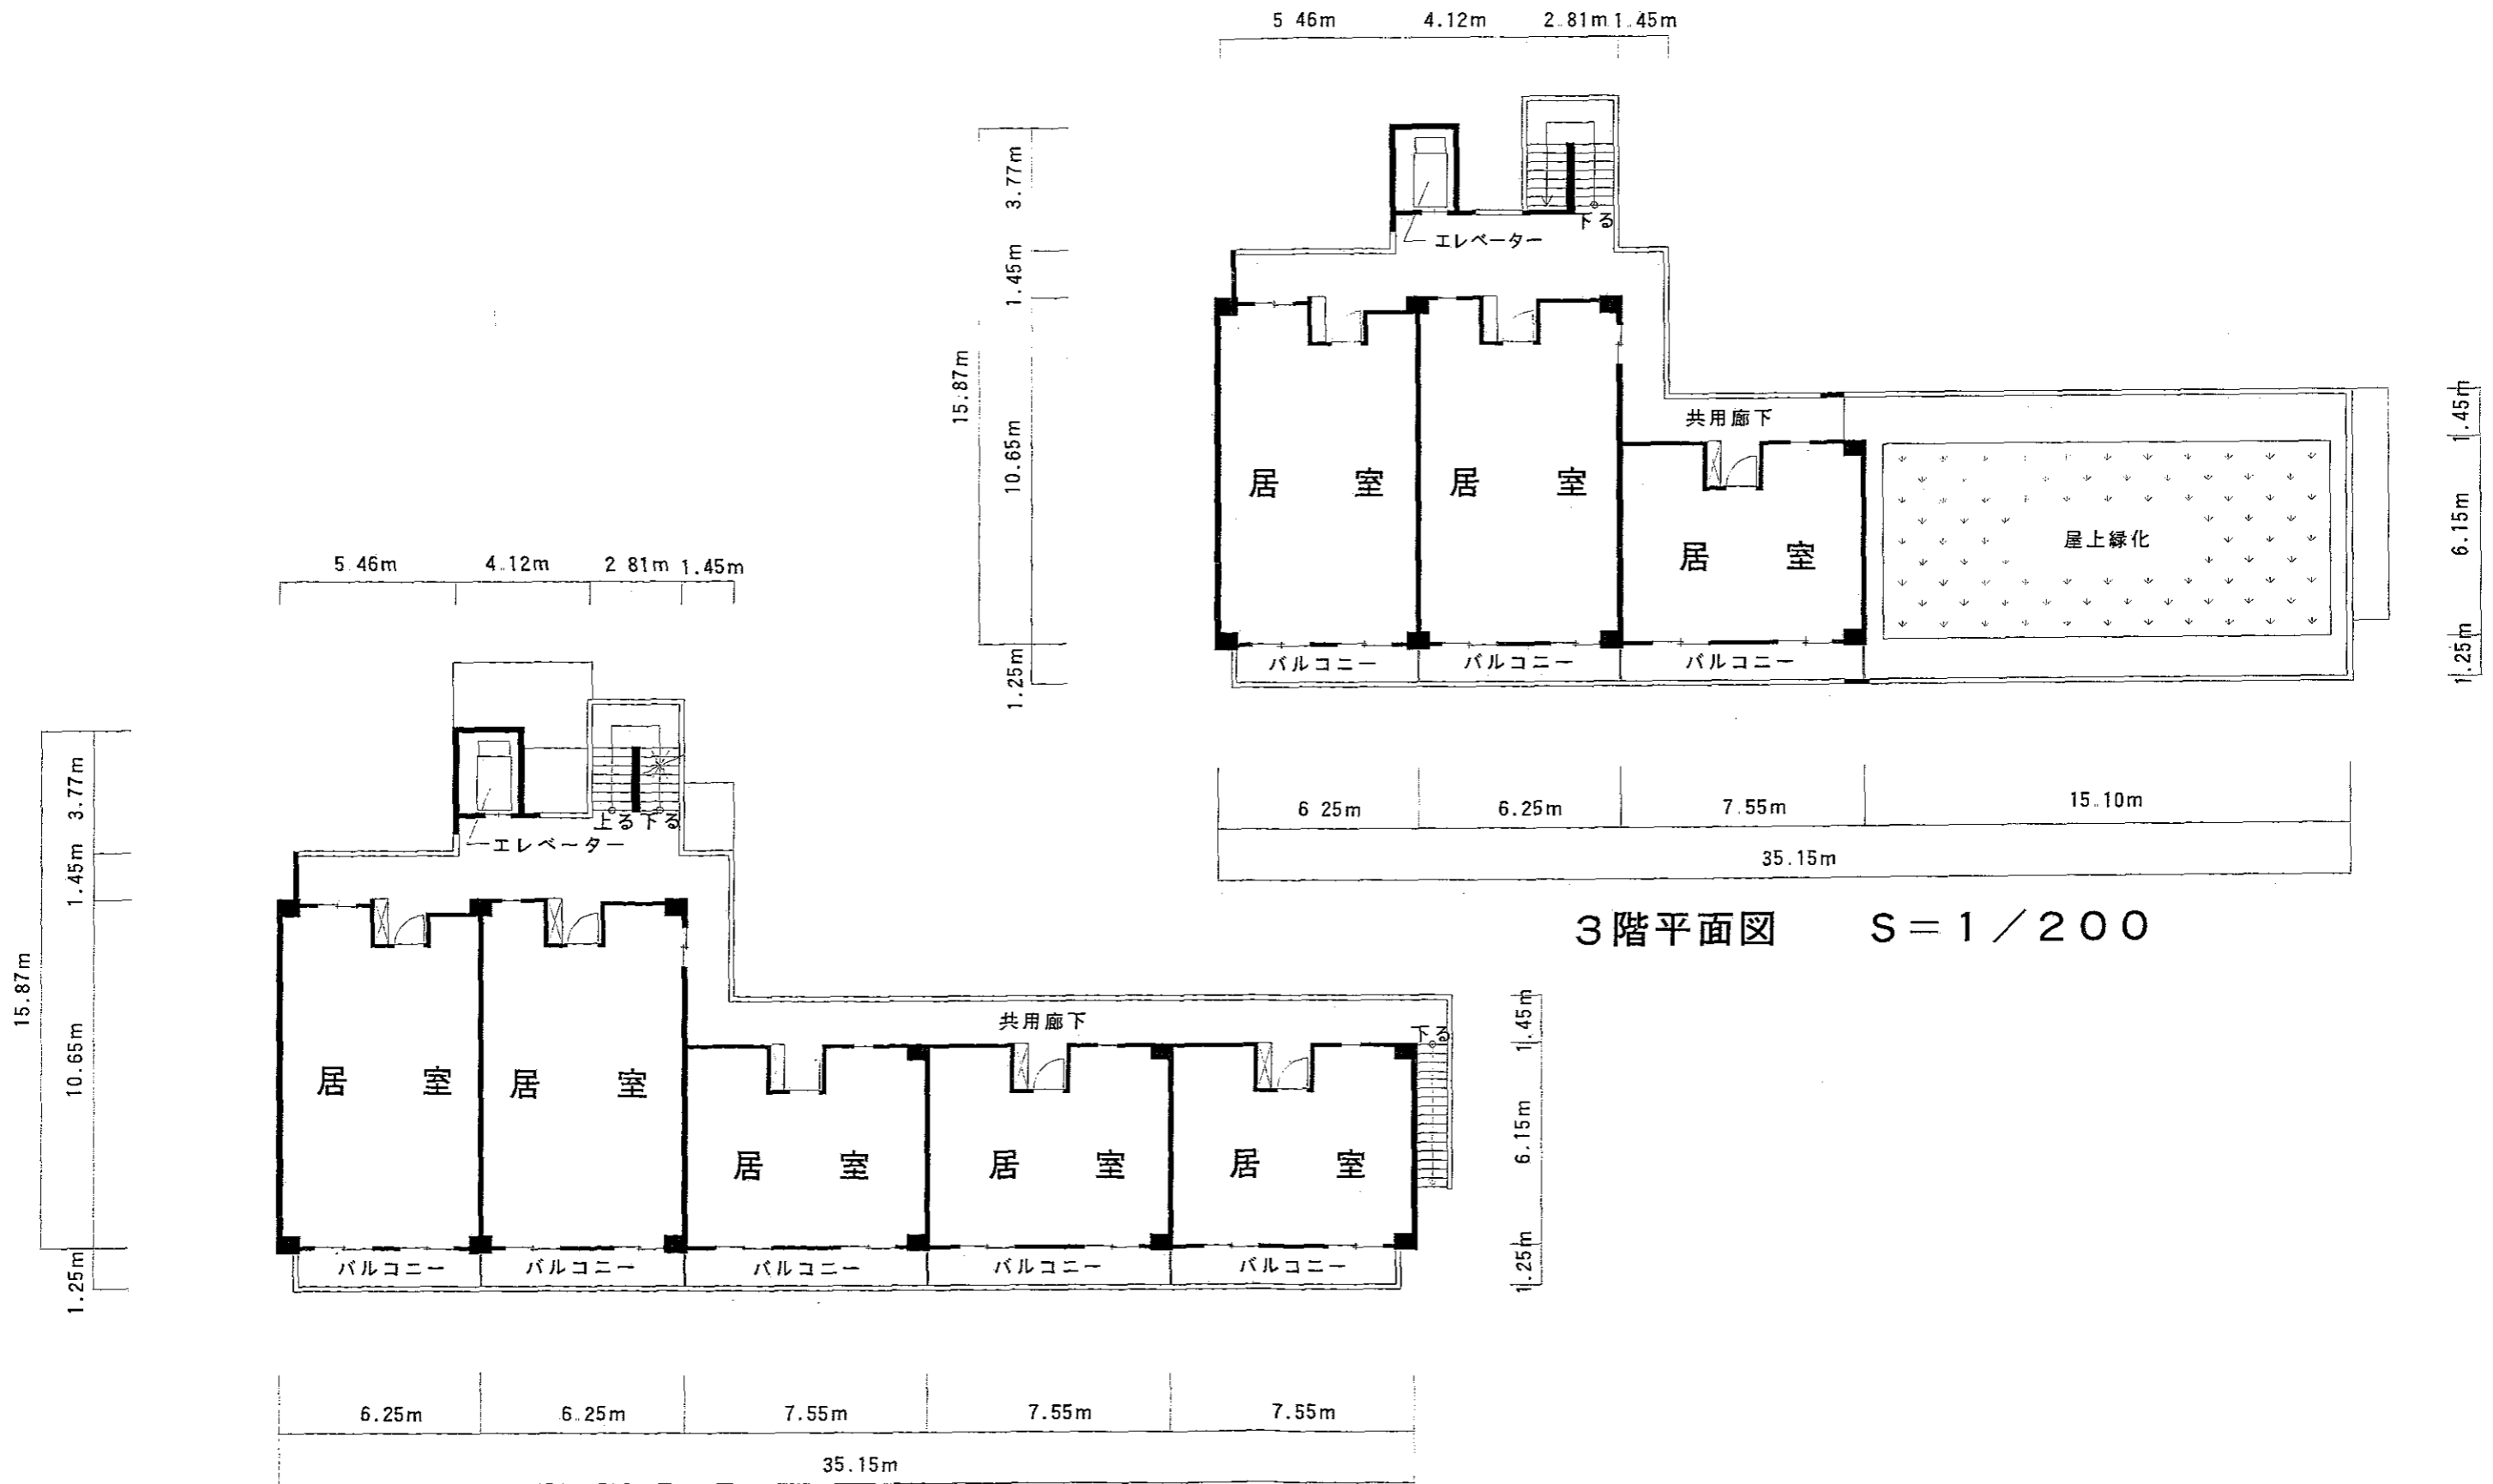 5 46m 4.12m 2.81m 1.45m
3.77m
1.45m
15.87m
10.65m
1.25m
下る
エレベーター
共用廊下
居室 居室
居室
屋上緑化
バルコニー バルコニー バルコニー
1.45m
6.15m
1.25m
6 25m 6.25m 7.55m 15.10m
35.15m
3階平面図 S=1/200
5 46m 4.12m 2 81m 1.45m
3.77m
1.45m
15.87m
10.65m
1.25m
上る 下る
エレベーター
共用廊下
下る
居室 居室
居室 居室 居室
バルコニー バルコニー バルコニー バルコニー バルコニー
1.45m
6.15m
1.25m
6.25m 6.25m 7.55m 7.55m 7.55m
35.15m